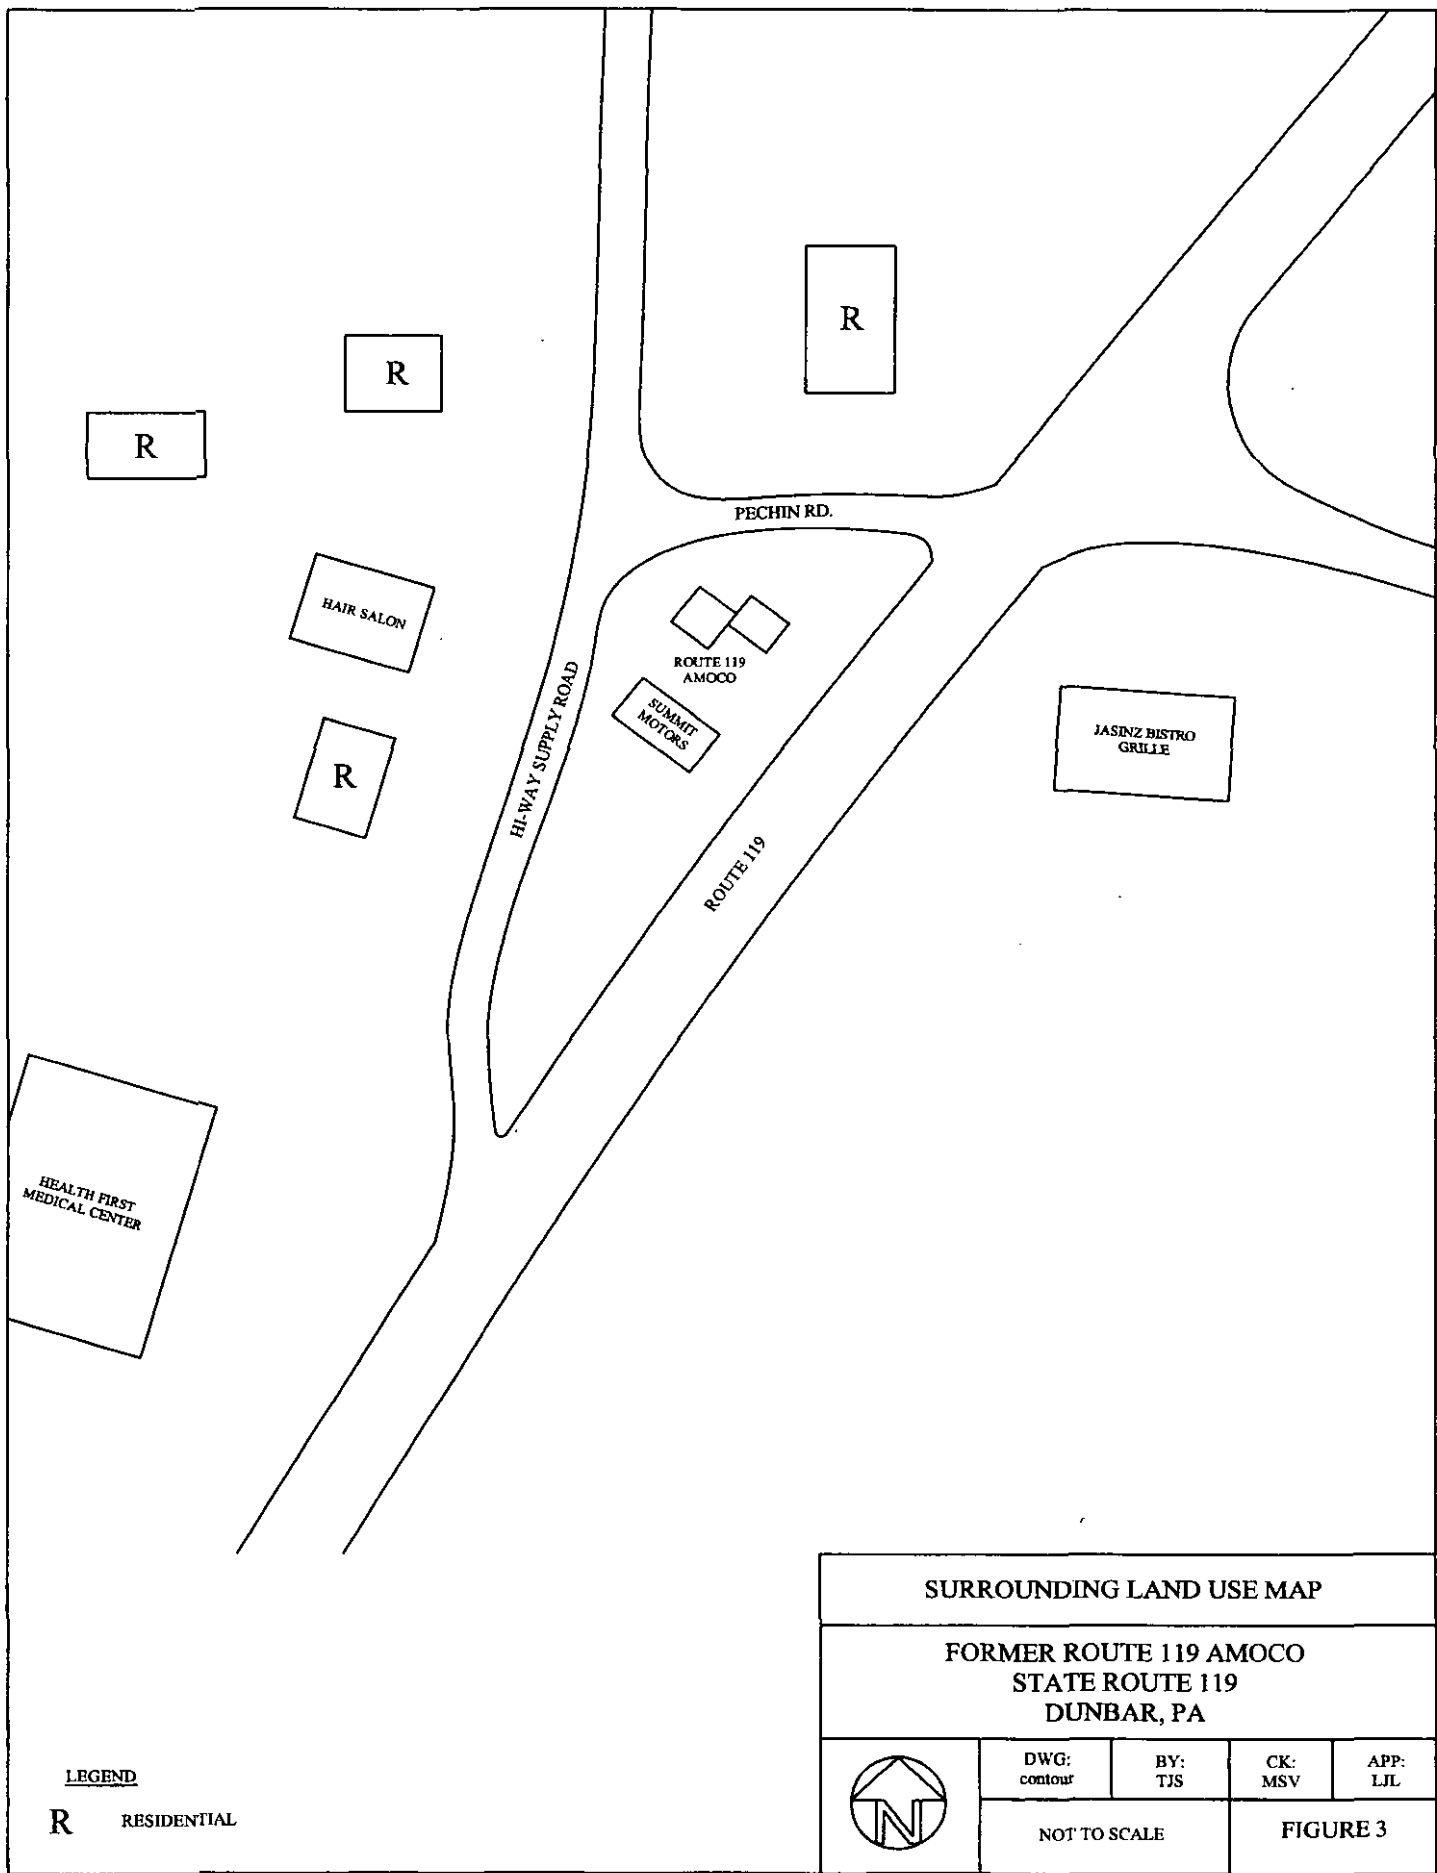 R
R
R
PECHIN RD.
HAIR SALON
ROUTE 119
AMOCO
SUMMIT
MOTORS
HI-WAY SUPPLY ROAD
JASINZ BISTRO
GRILLE
R
ROUTE 119
HEALTH FIRST
MEDICAL CENTER
SURROUNDING LAND USE MAP
FORMER ROUTE 119 AMOCO
STATE ROUTE 119
DUNBAR, PA
N
DWG:
contour
BY:
TJS
CK:
MSV
APP:
LJL
NOT TO SCALE
FIGURE 3
LEGEND
R RESIDENTIAL